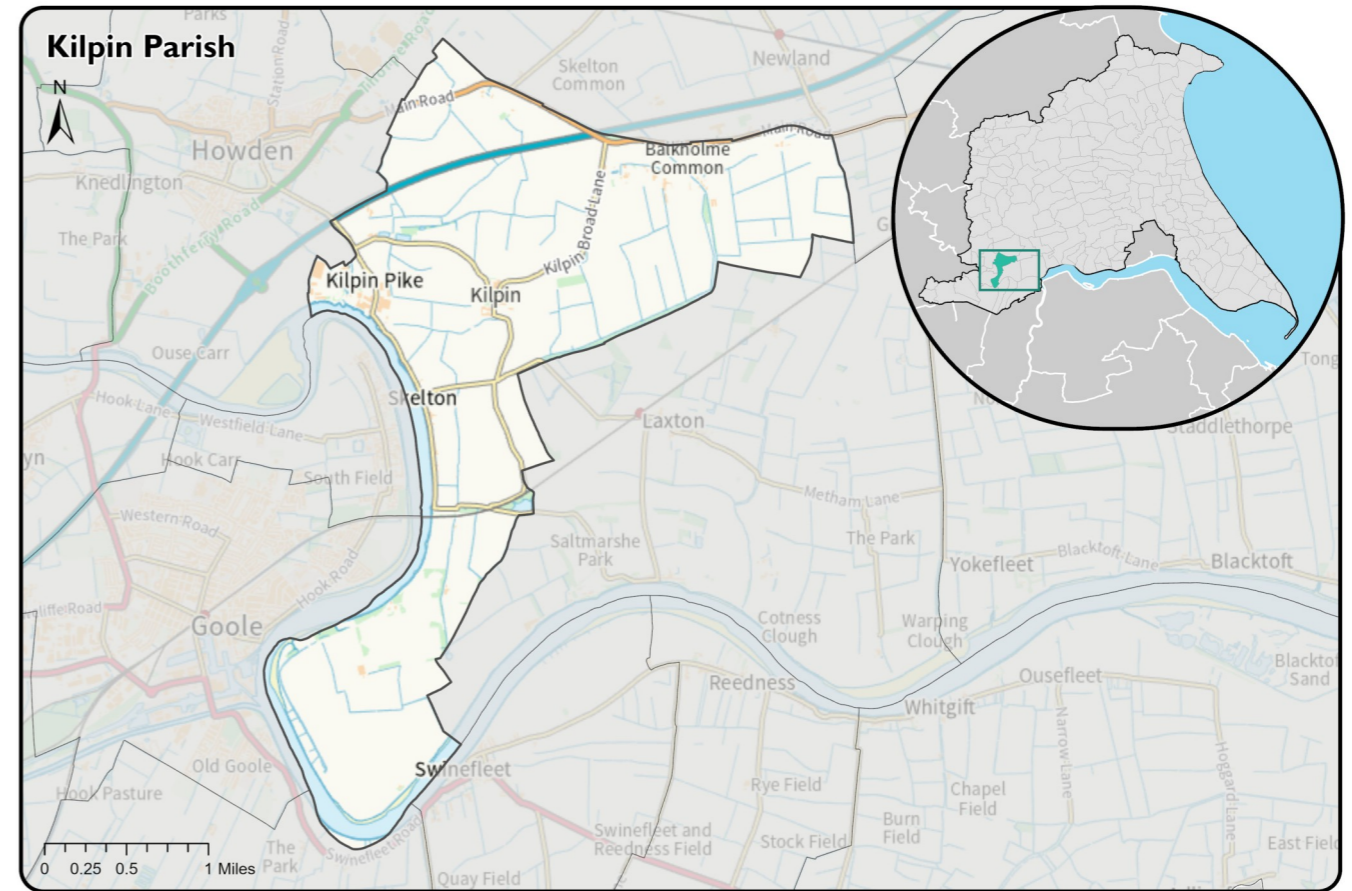 Kilpin Parish
N
Parks
Station Road
Thorpe Road
Main Road
Skelton
Common
Newland
Howden
Knedlington
Main Road
Balkholme
Common
The Park
Boothferry Road
Kilpin Broad Lane
Kilpin Pike
Kilpin
Ouse Carr
Skelton
Hook Lane
Westfield Lane
Laxton
Staddlethorpe
Hook Carr
South Field
Metham Lane
Western Road
The Park
Saltmarshe
Park
Yokefleet
Blacktoft Lane
Blacktoft
Hook Road
Goole
Cotness
Clough
Warping
Clough
Reedness
Ousefleet
Blacktof
Sand
Whitgift
Old Goole
Swinefleet
Narrow Lane
Hoggard Lane
Hook Pasture
Rye Field
Chapel
Field
Swinefleet and
Reedness Field
Stock Field
Burn
Field
East Field
The
Park
Swinefleet Road
Quay Field
0 0.25 0.5 1 Miles